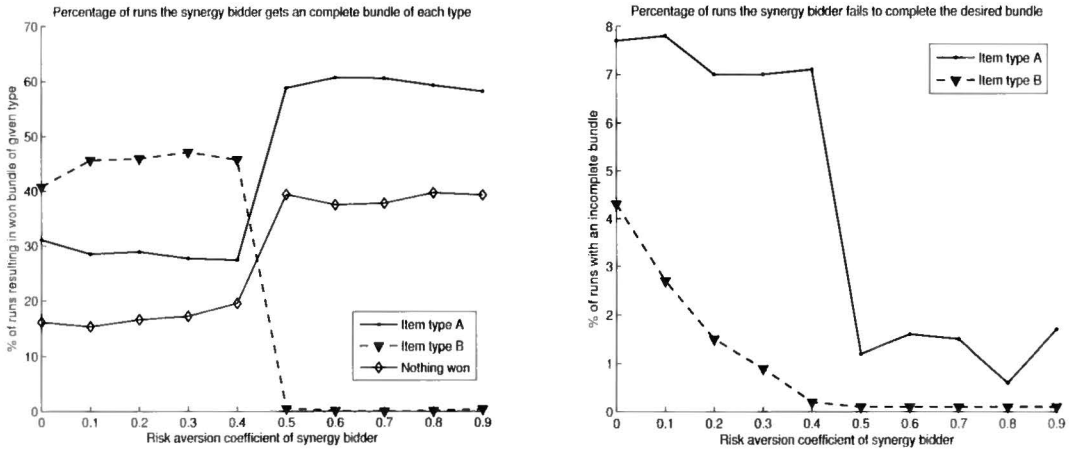 Percentage of runs the synergy bidder gets an complete bundle of each type
% of runs resulting in won bundle of given type
70
60
50
40
30
20
10
0
0 0.1 0.2 0.3 0.4 0.5 0.6 0.7 0.8 0.9
Risk aversion coefficient of synergy bidder
Item type A
Item type B
Nothing won
Percentage of runs the synergy bidder fails to complete the desired bundle
% of runs with an incomplete bundle
8
7
6
5
4
3
2
1
0
0.0 0.1 0.2 0.3 0.4 0.5 0.6 0.7 0.8 0.9
Risk aversion coefficient of synergy bidder
Item type A
Item type B